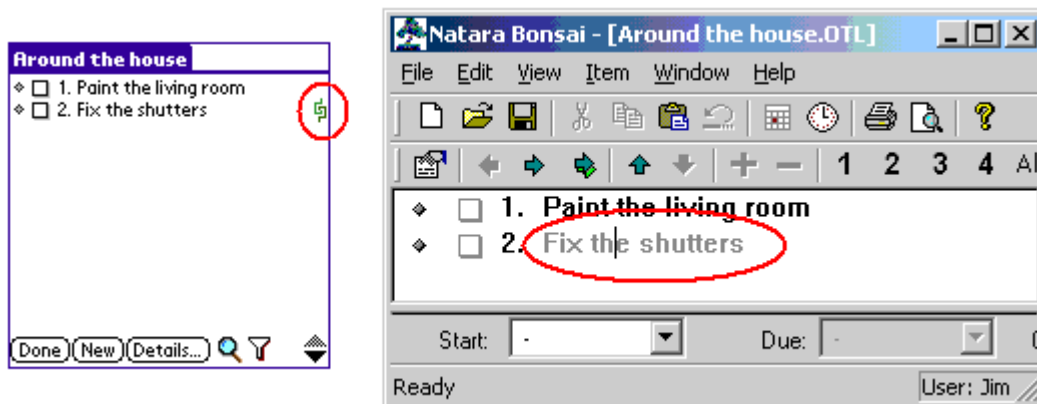 Around the house
1. Paint the living room
2. Fix the shutters
Done New Details...
Natara Bonsai - [Around the house.OTL]
File Edit View Item Window Help
1 2 3 4
1. Paint the living room
2. Fix the shutters
Start: - Due: -
Ready User: Jim